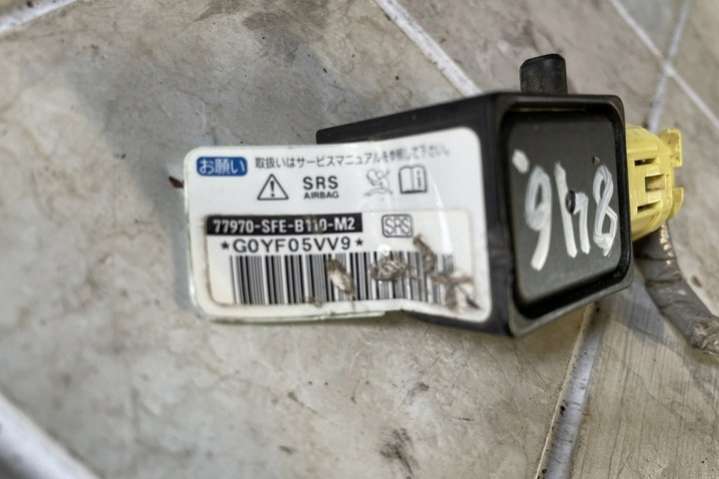 お願い 取扱いはサービスマニュアルを参照して下さい。
SRS
AIRBAG
77970-SFE-B110-M2 SRS
*G0YF05VV9*